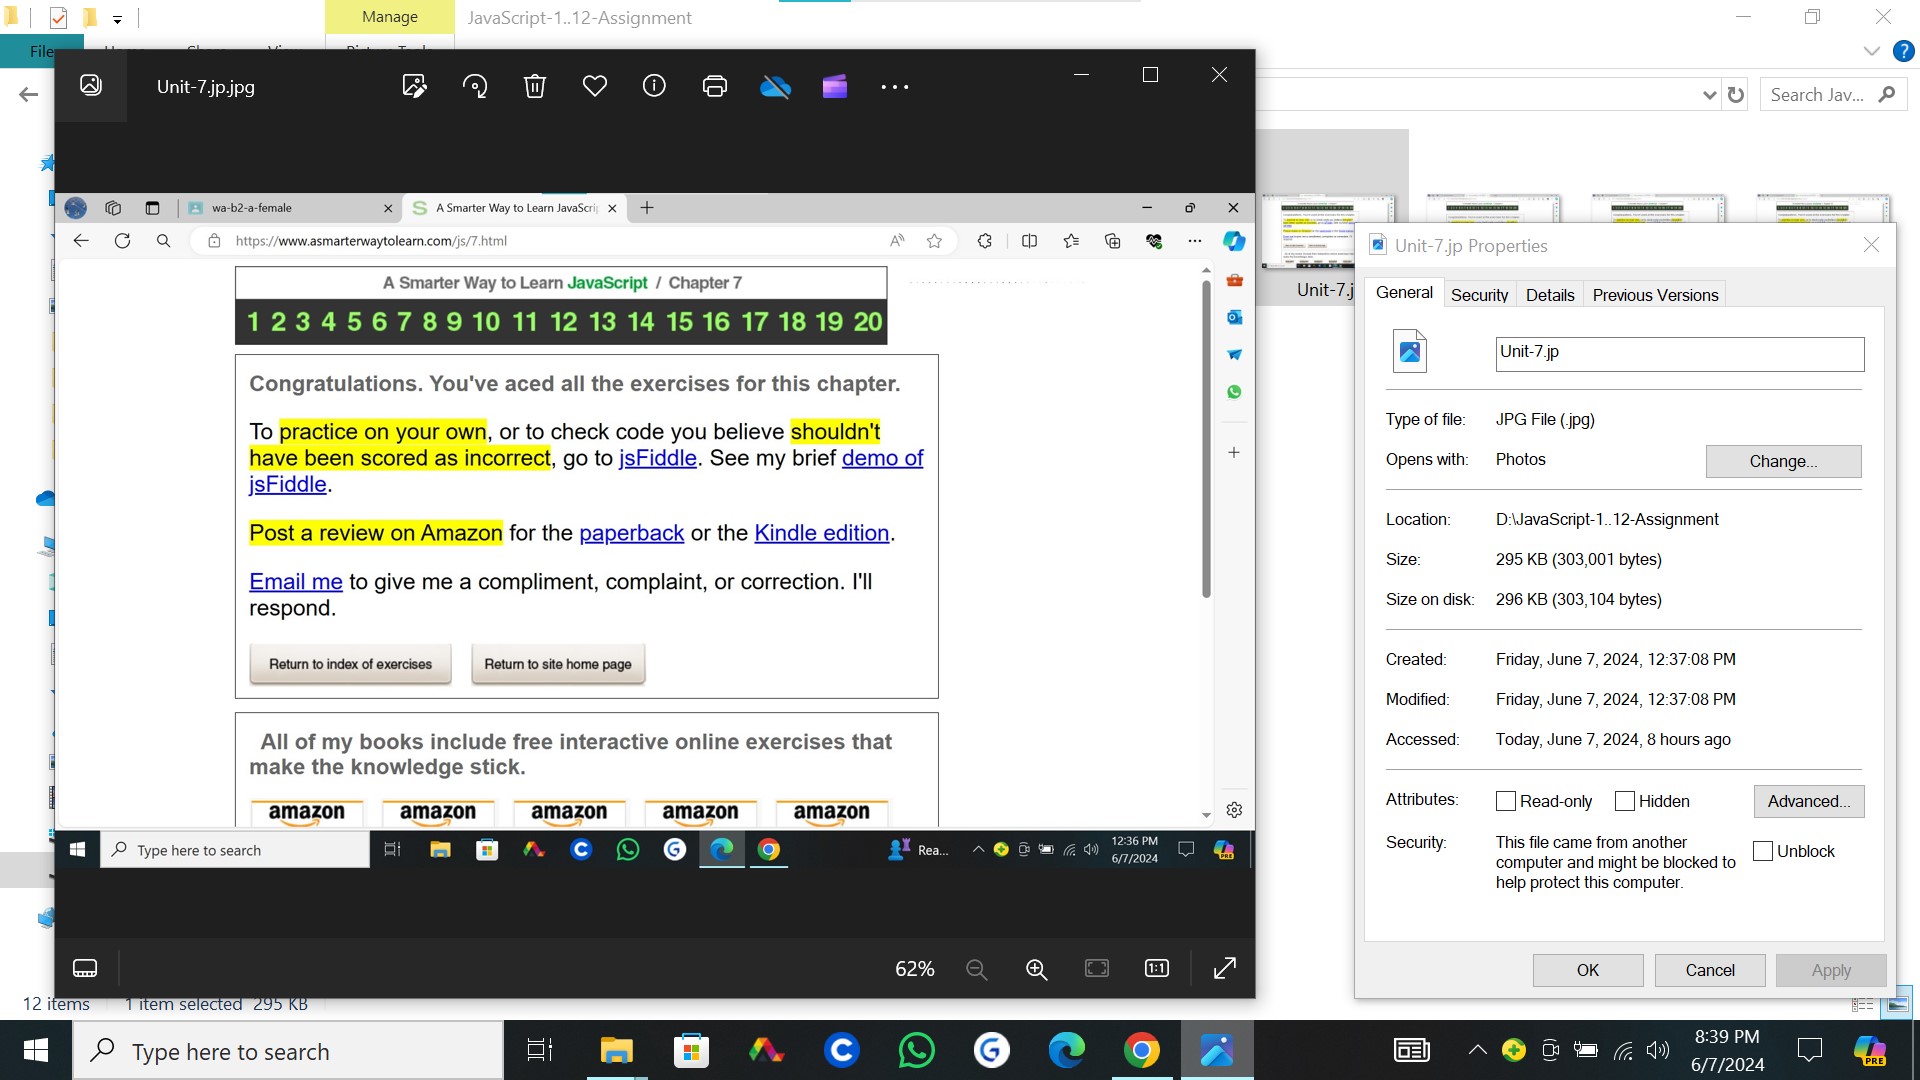 Manage
JavaScript-1..12-Assignment
File
Unit-7.jp.jpg
Search Jav...
wa-b2-a-female
A Smarter Way to Learn JavaScri
https://www.asmarterwaytolearn.com/js/7.html
A Smarter Way to Learn JavaScript / Chapter 7
1 2 3 4 5 6 7 8 9 10 11 12 13 14 15 16 17 18 19 20
Congratulations. You've aced all the exercises for this chapter.
To practice on your own, or to check code you believe shouldn't
have been scored as incorrect, go to jsFiddle. See my brief demo of
jsFiddle.
Post a review on Amazon for the paperback or the Kindle edition.
Email me to give me a compliment, complaint, or correction. I'll
respond.
Return to index of exercises
Return to site home page
All of my books include free interactive online exercises that
make the knowledge stick.
amazon amazon amazon amazon amazon
Type here to search
Rea...
12:36 PM
6/7/2024
62%
1:1
12 items
1 item selected 295 KB
Unit-7.j
Unit-7.jp Properties
General
Security
Details
Previous Versions
Unit-7.jp
Type of file: JPG File (.jpg)
Opens with: Photos
Change...
Location: D:\JavaScript-1..12-Assignment
Size: 295 KB (303,001 bytes)
Size on disk: 296 KB (303,104 bytes)
Created: Friday, June 7, 2024, 12:37:08 PM
Modified: Friday, June 7, 2024, 12:37:08 PM
Accessed: Today, June 7, 2024, 8 hours ago
Attributes: Read-only Hidden
Advanced...
Security: This file came from another
computer and might be blocked to
help protect this computer.
Unblock
OK
Cancel
Apply
Type here to search
8:39 PM
6/7/2024
PRE